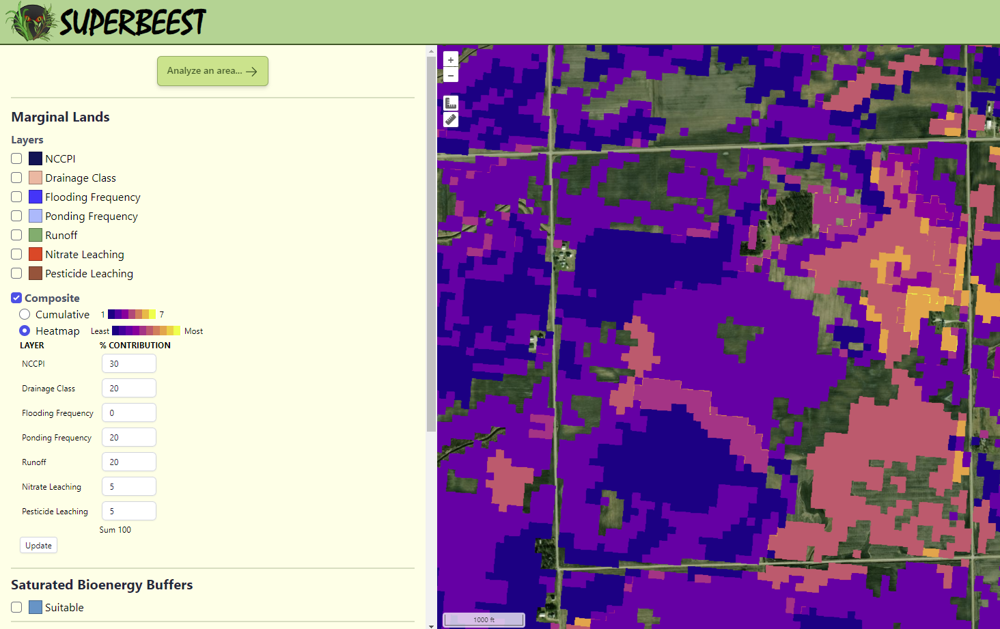 SUPERBEEST
Analyze an area...
Marginal Lands
Layers
NCCPI
Drainage Class
Flooding Frequency
Ponding Frequency
Runoff
Nitrate Leaching
Pesticide Leaching
Composite
Cumulative 1 7
Heatmap Least Most
LAYER % CONTRIBUTION
NCCPI 30
Drainage Class 20
Flooding Frequency 0
Ponding Frequency 20
Runoff 20
Nitrate Leaching 5
Pesticide Leaching 5
Sum 100
Update
Saturated Bioenergy Buffers
Suitable
+
−
1000 ft